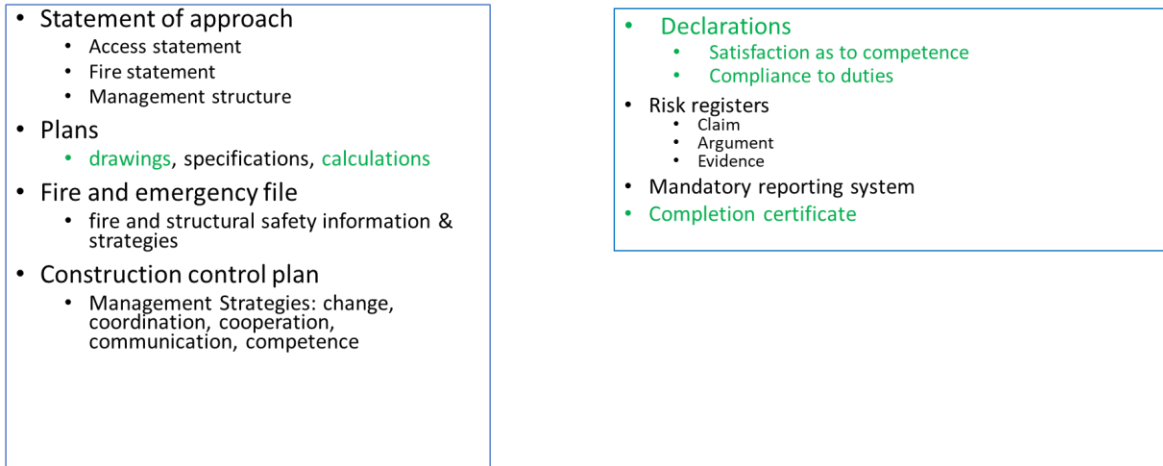 • Statement of approach
• Access statement
• Fire statement
• Management structure
• Plans
• drawings, specifications, calculations
• Fire and emergency file
• fire and structural safety information &
strategies
• Construction control plan
• Management Strategies: change,
coordination, cooperation,
communication, competence
• Declarations
• Satisfaction as to competence
• Compliance to duties
• Risk registers
• Claim
• Argument
• Evidence
• Mandatory reporting system
• Completion certificate